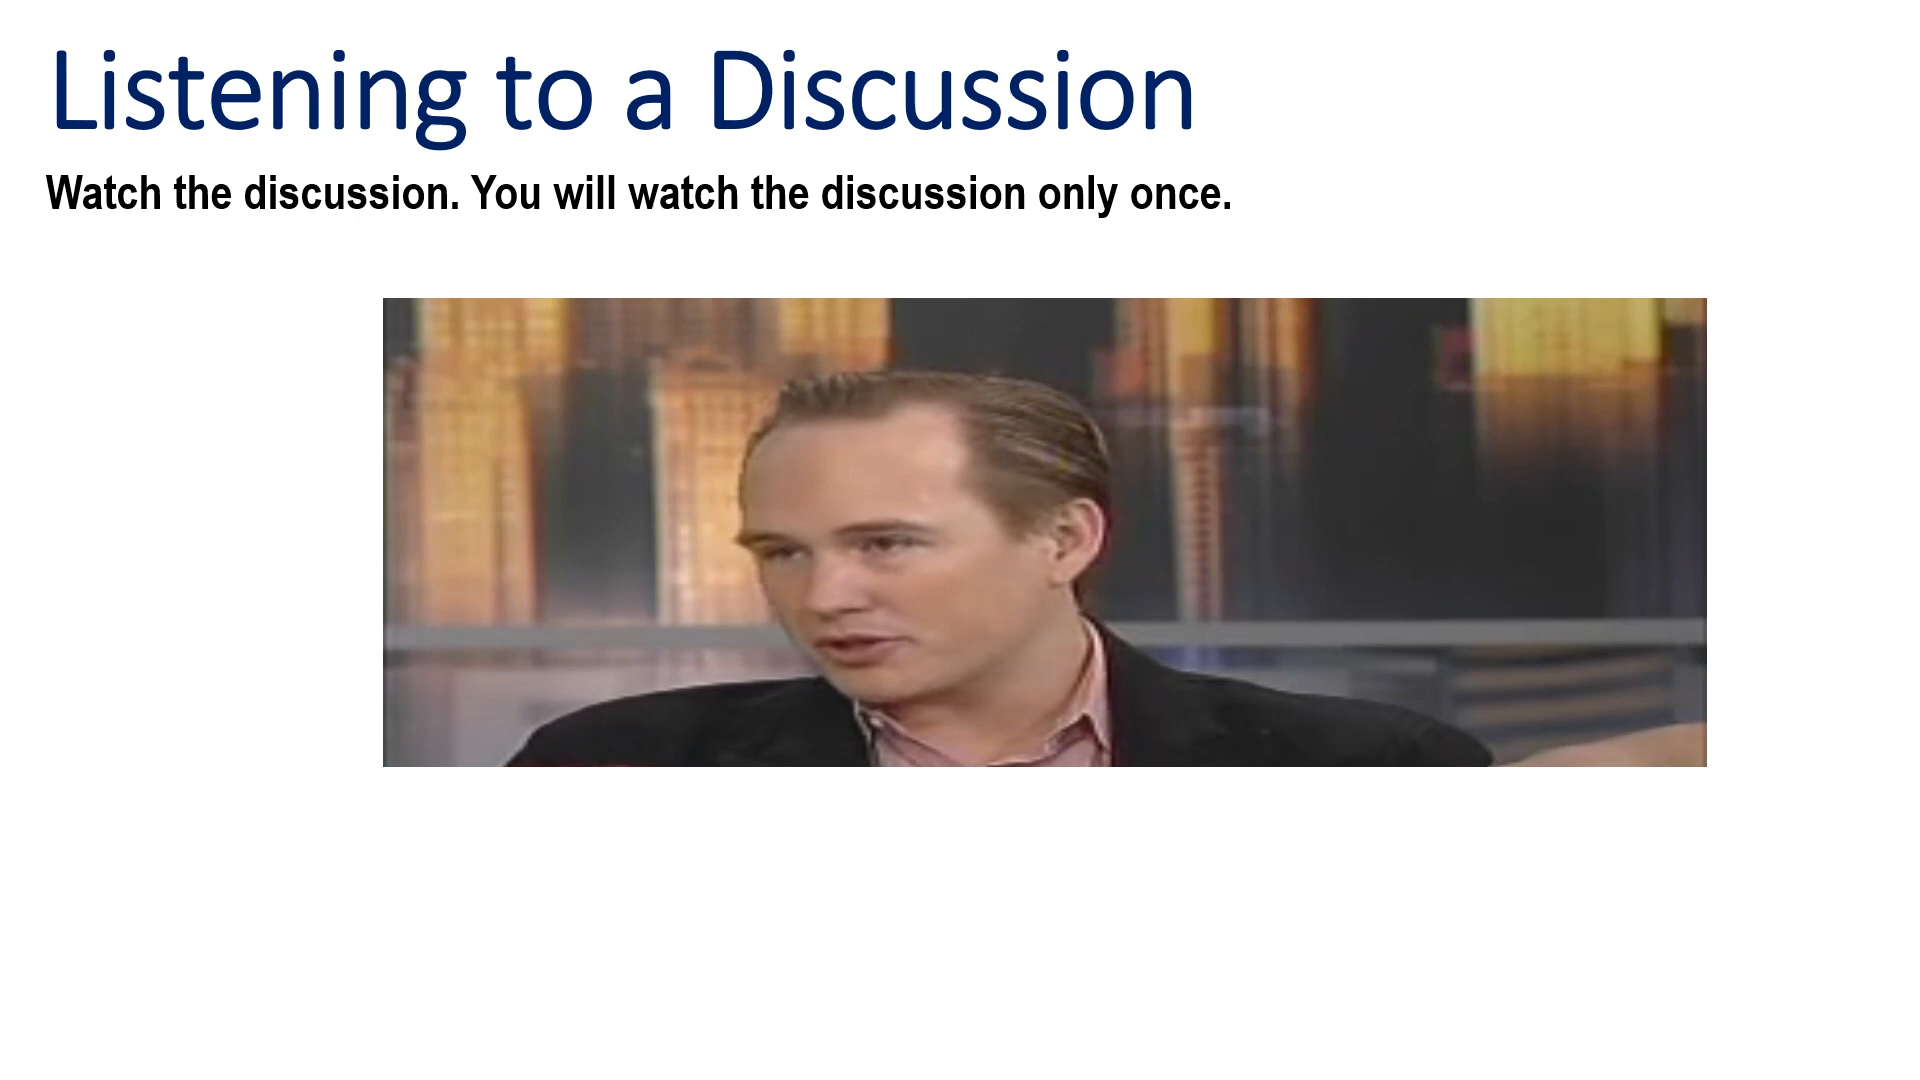 Listening to a Discussion
Watch the discussion. You will watch the discussion only once.